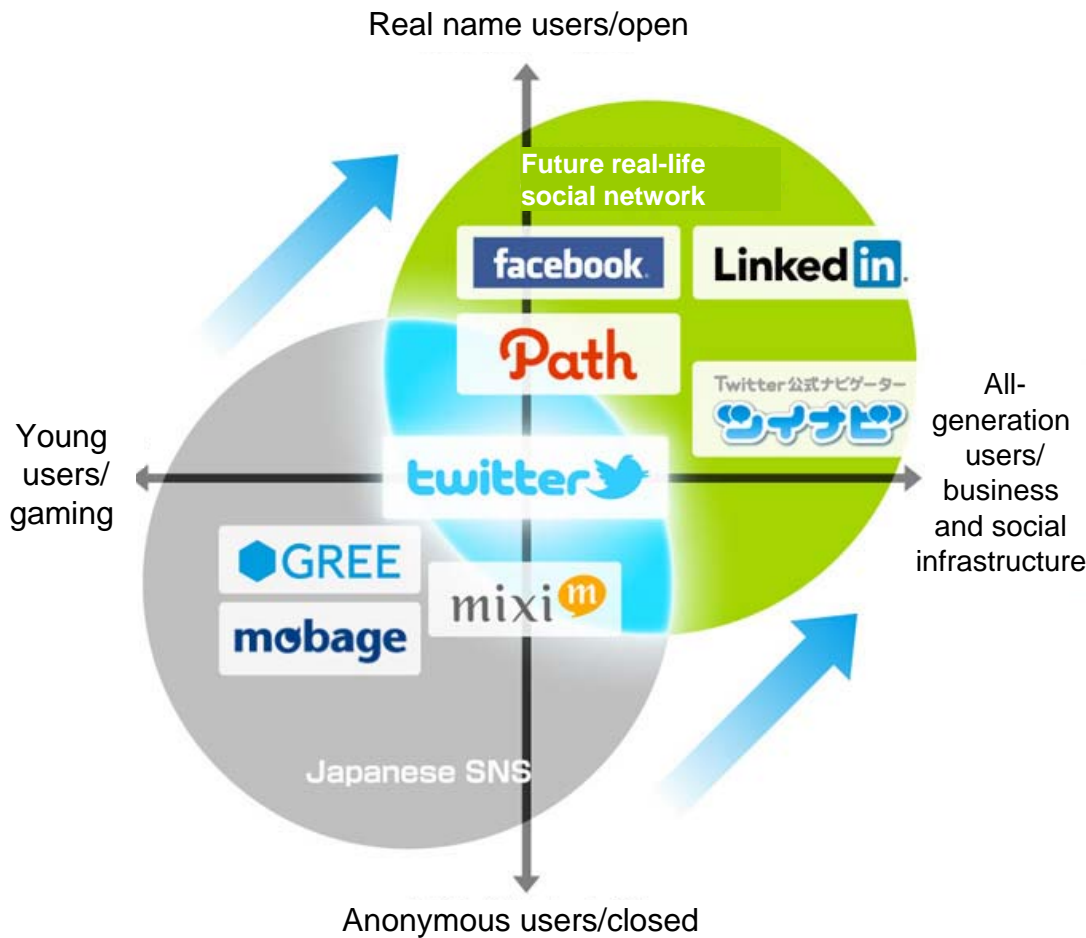 Real name users/open
Future real-life
social network
facebook.
Linked in.
Path
Twitter公式ナビゲーター
ツイナビ
All-
generation
users/
business
and social
infrastructure
Young
users/
gaming
twitter
GREE
mixi m
mobage
Japanese SNS
Anonymous users/closed